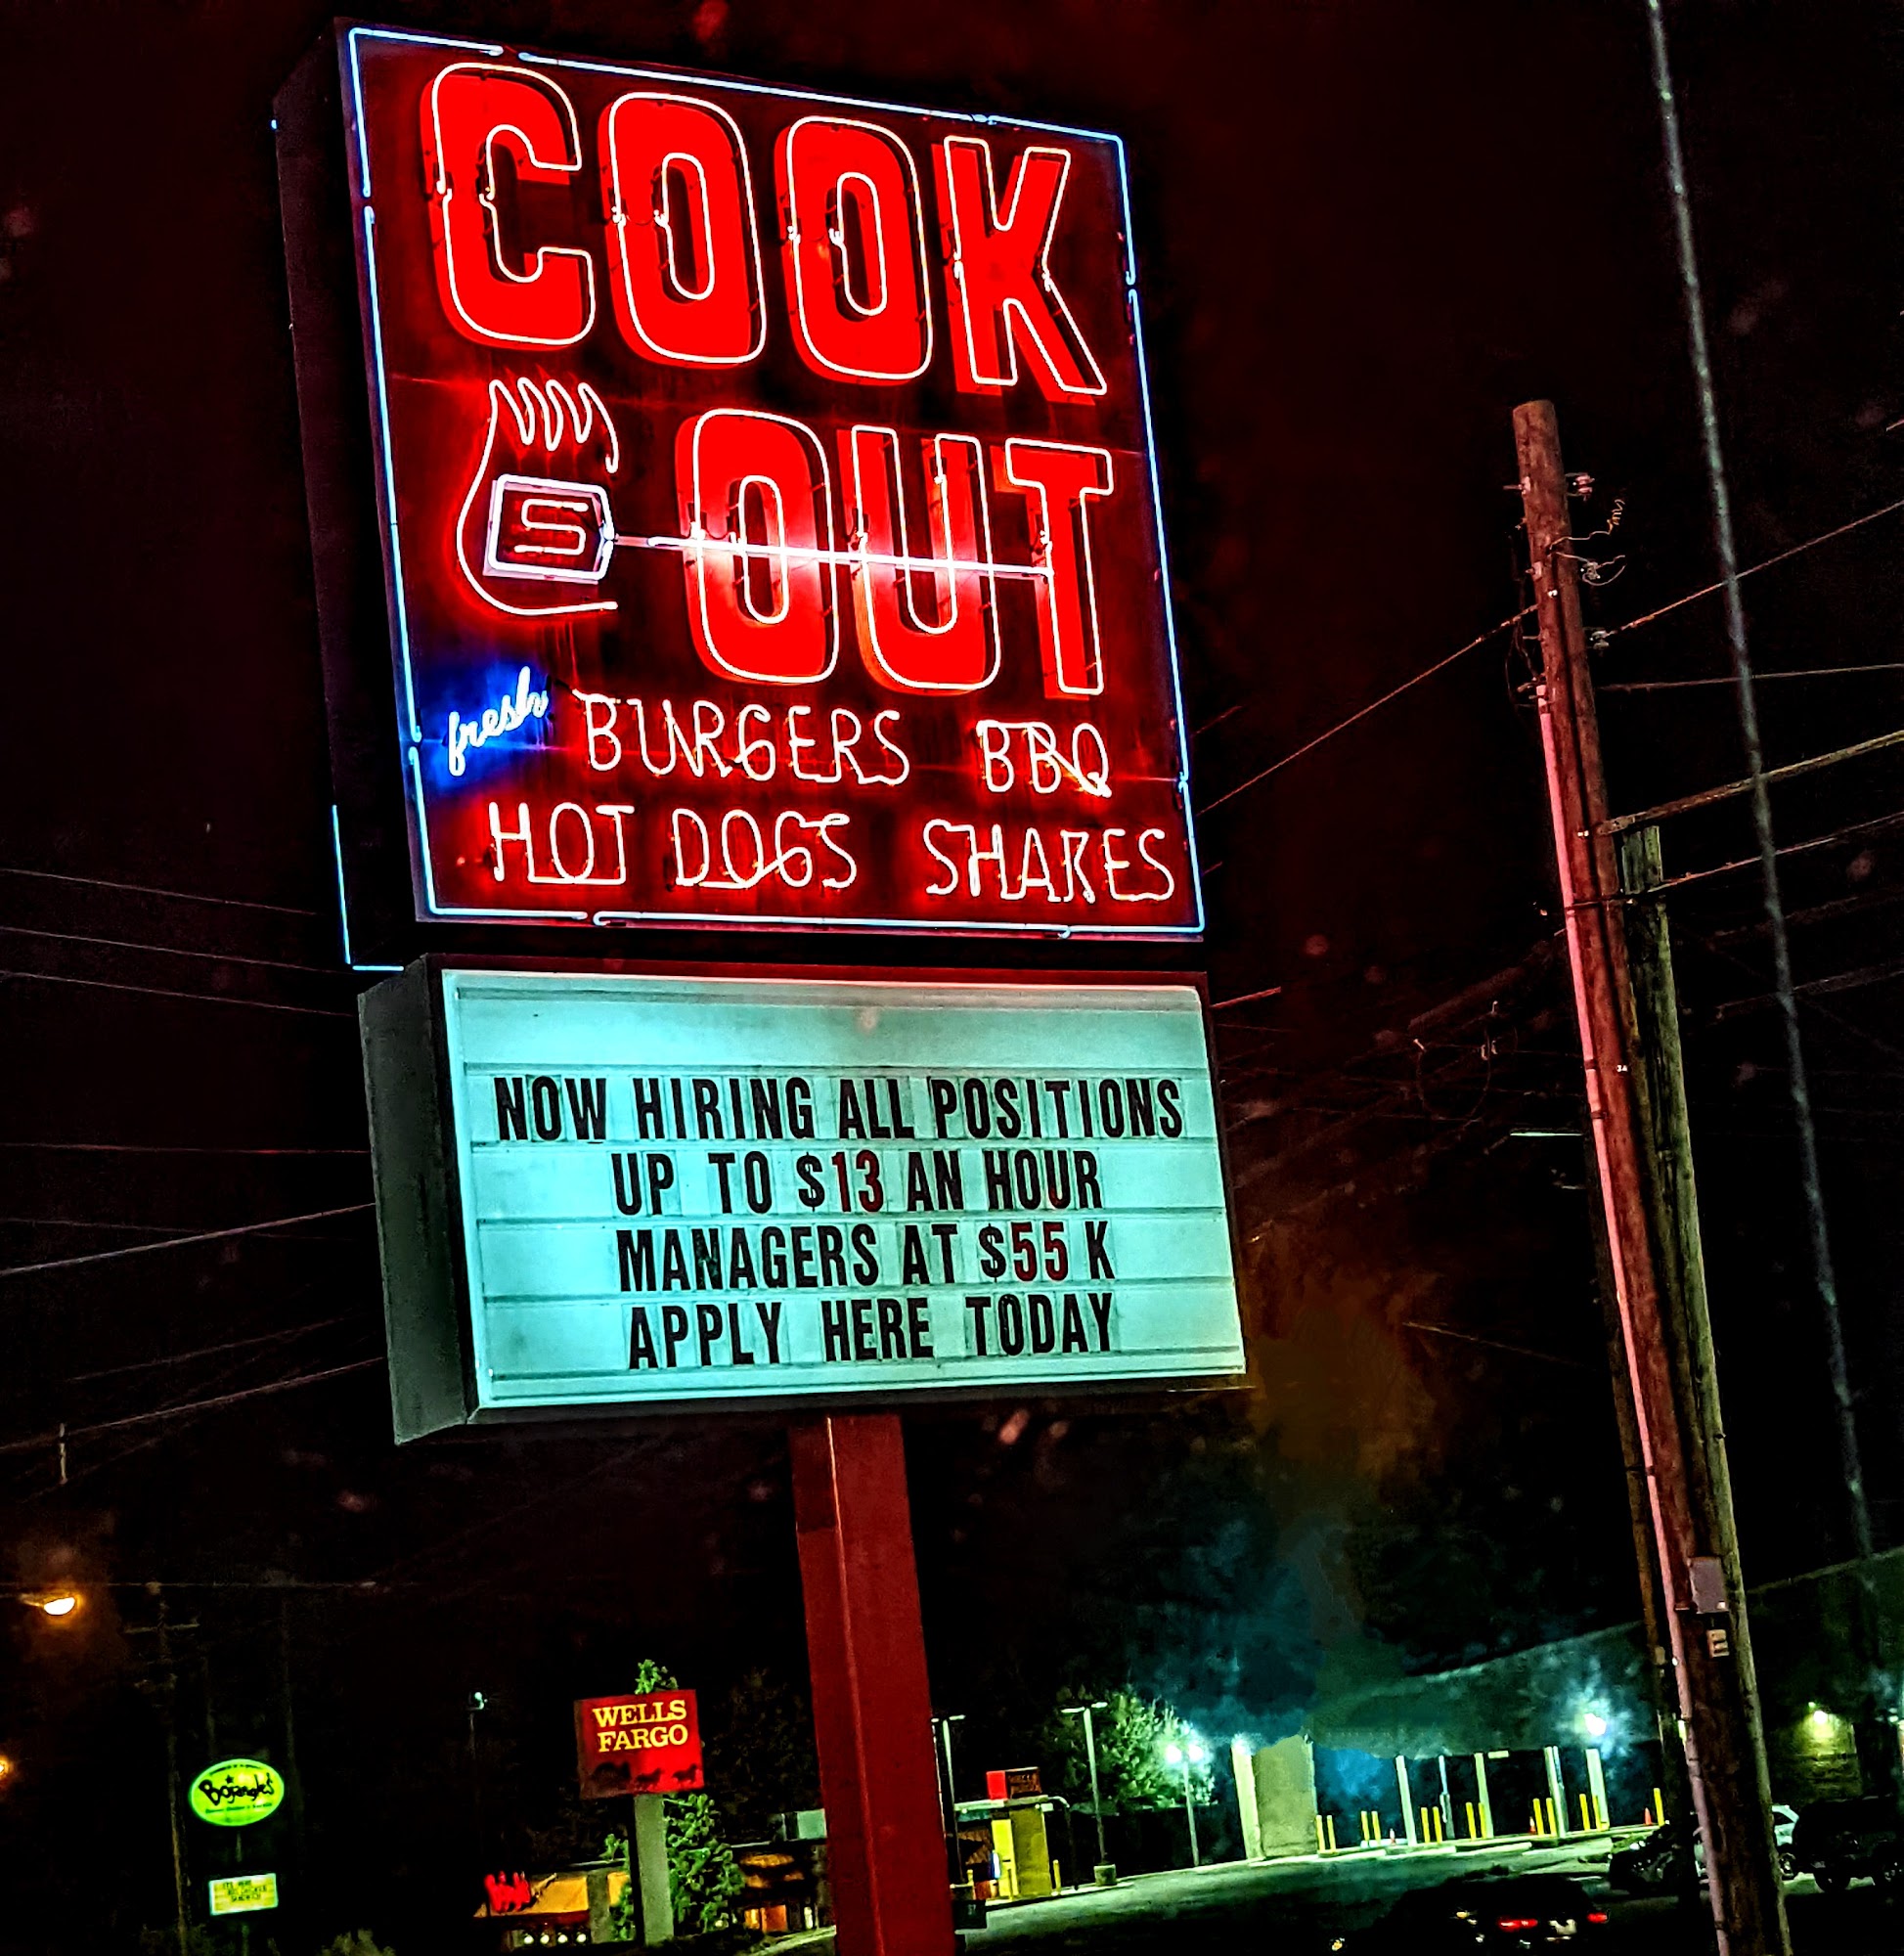 COOK
OUT
fresh BURGERS BBQ
HOT DOGS SHAKES
NOW HIRING ALL POSITIONS
UP TO $13 AN HOUR
MANAGERS AT $55 K
APPLY HERE TODAY
WELLS
FARGO
Bojangles'